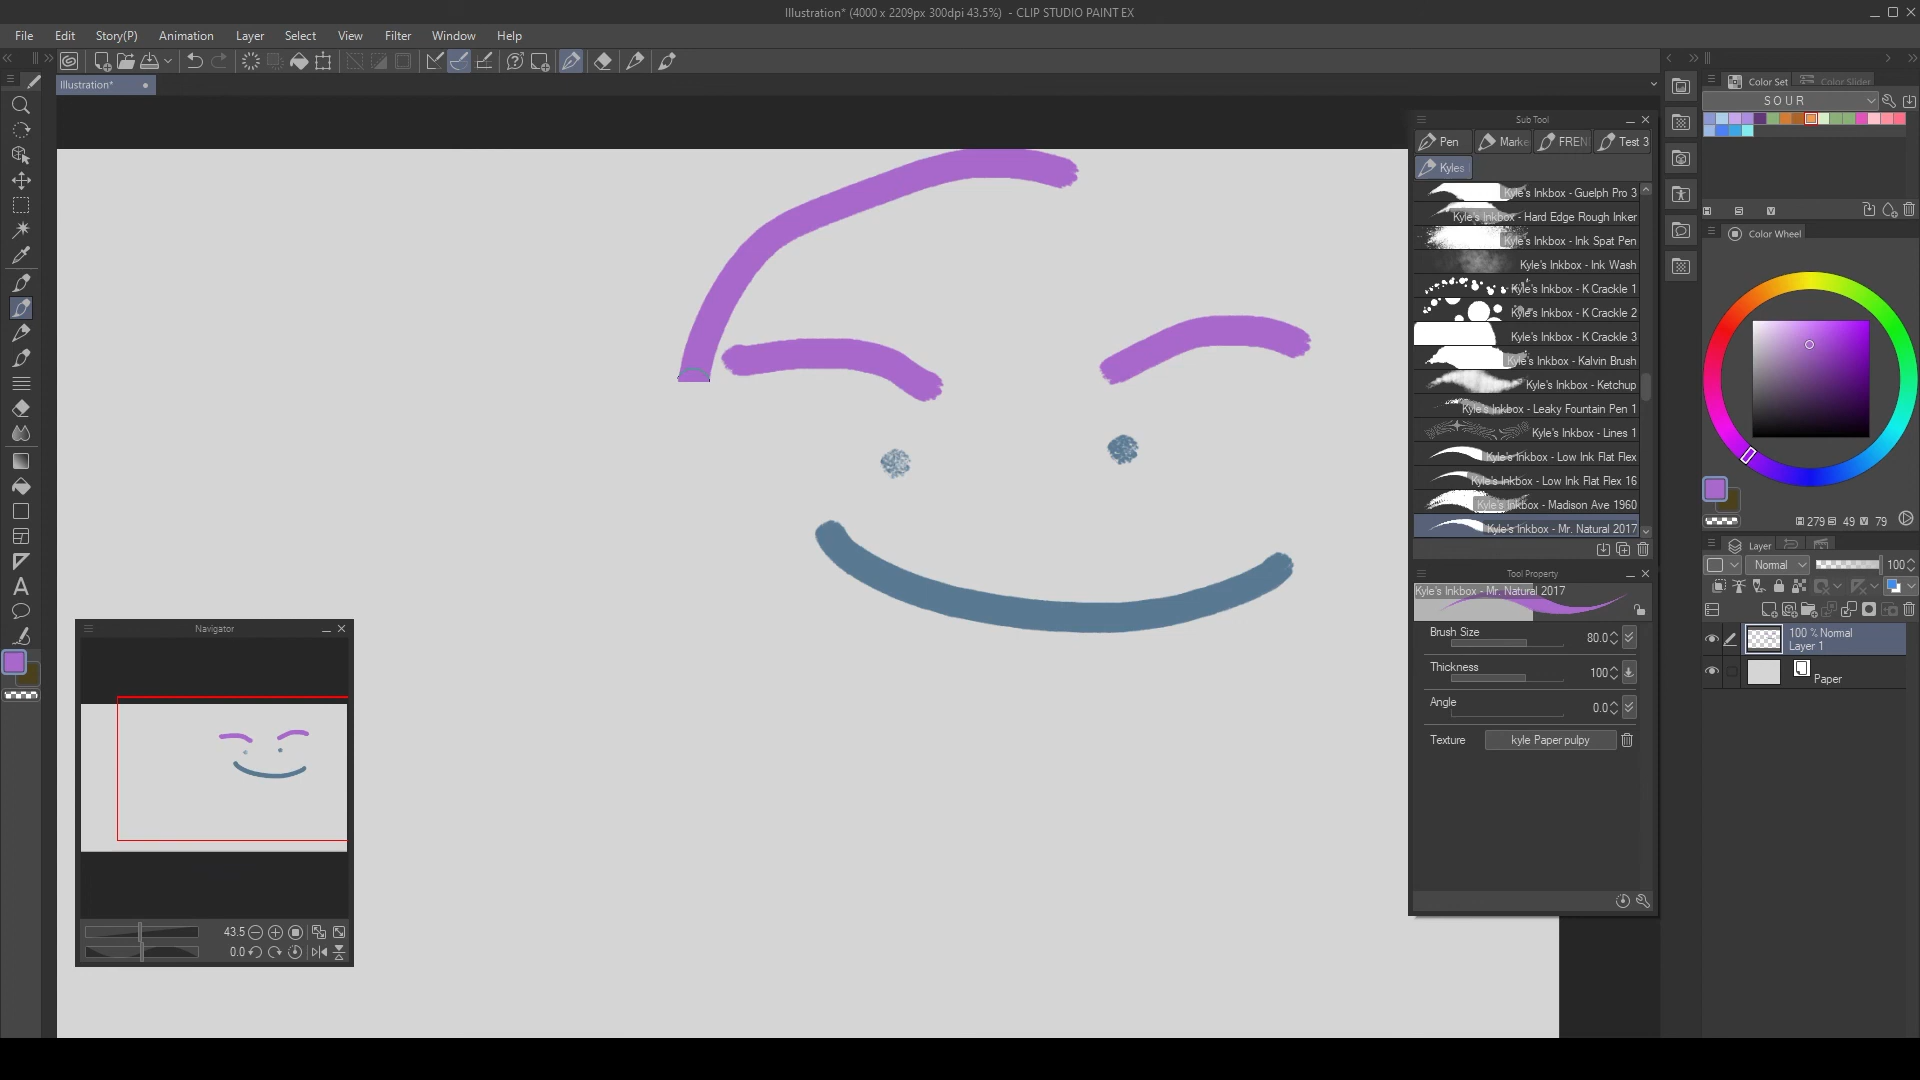 Illustration* (4000 x 2209px 300dpi 43.5%) - CLIP STUDIO PAINT EX
File Edit Story(P) Animation Layer Select View Filter Window Help
Illustration*
Sub Tool
Pen Marke FREN Test 3
Kyles
Kyle's Inkbox - Guelph Pro 3
Kyle's Inkbox - Hard Edge Rough Inker
Kyle's Inkbox - Ink Spat Pen
Kyle's Inkbox - Ink Wash
Kyle's Inkbox - K Crackle 1
Kyle's Inkbox - K Crackle 2
Kyle's Inkbox - K Crackle 3
Kyle's Inkbox - Kalvin Brush
Kyle's Inkbox - Ketchup
Kyle's Inkbox - Leaky Fountain Pen 1
Kyle's Inkbox - Lines 1
Kyle's Inkbox - Low Ink Flat Flex
Kyle's Inkbox - Low Ink Flat Flex 16
Kyle's Inkbox - Madison Ave 1960
Kyle's Inkbox - Mr. Natural 2017
Tool Property
Kyle's Inkbox - Mr. Natural 2017
Brush Size 80.0
Thickness 100
Angle 0.0
Texture kyle Paper pulpy
Color Set Color Slider
SOUR
H S V
Color Wheel
H 279 S 49 V 79
Layer
Normal 100
100 % Normal
Layer 1
Paper
Navigator
43.5
0.0